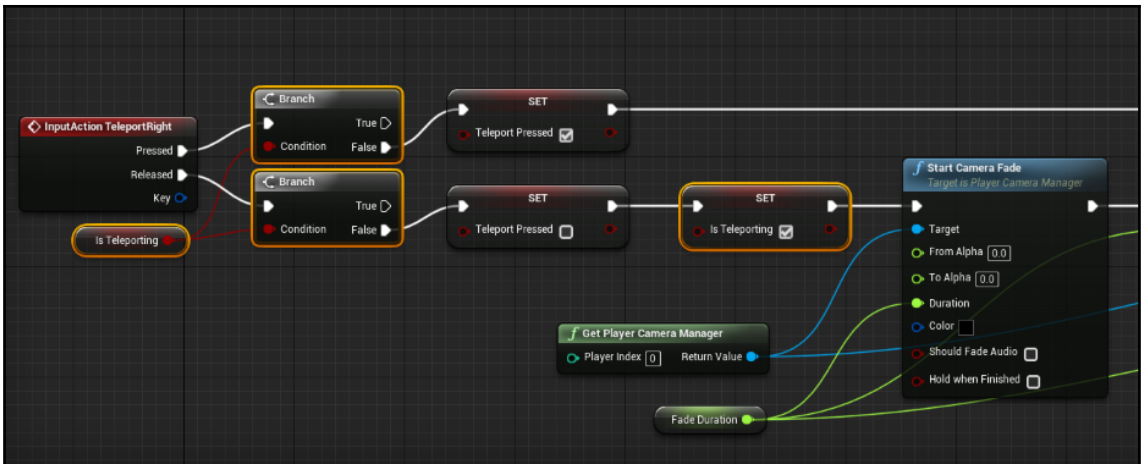 InputAction TeleportRight
Pressed
Released
Key
Is Teleporting
Branch
True
Condition
False
Branch
True
Condition
False
SET
Teleport Pressed
SET
Teleport Pressed
SET
Is Teleporting
Get Player Camera Manager
Player Index 0
Return Value
Fade Duration
Start Camera Fade
Target is Player Camera Manager
Target
From Alpha 0.0
To Alpha 0.0
Duration
Color
Should Fade Audio
Hold when Finished